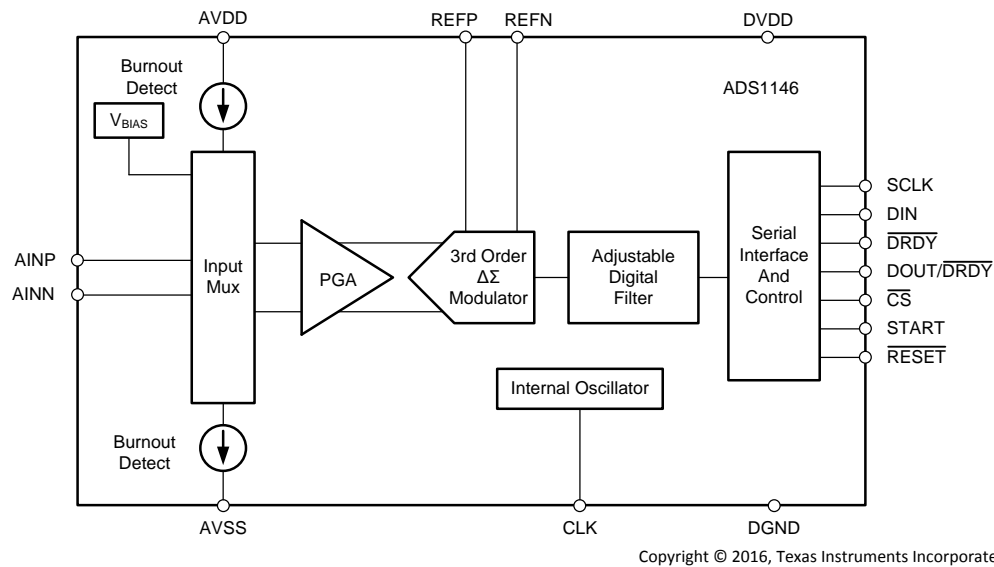 AVDD
REFP
REFN
DVDD
Burnout
Detect
ADS1146
VBIAS
SCLK
DIN
DRDY
DOUT/DRDY
CS
START
RESET
AINP
AINN
Input
Mux
PGA
3rd Order
ΔΣ
Modulator
Adjustable
Digital
Filter
Serial
Interface
And
Control
Internal Oscillator
Burnout
Detect
AVSS
CLK
DGND
Copyright © 2016, Texas Instruments Incorporate